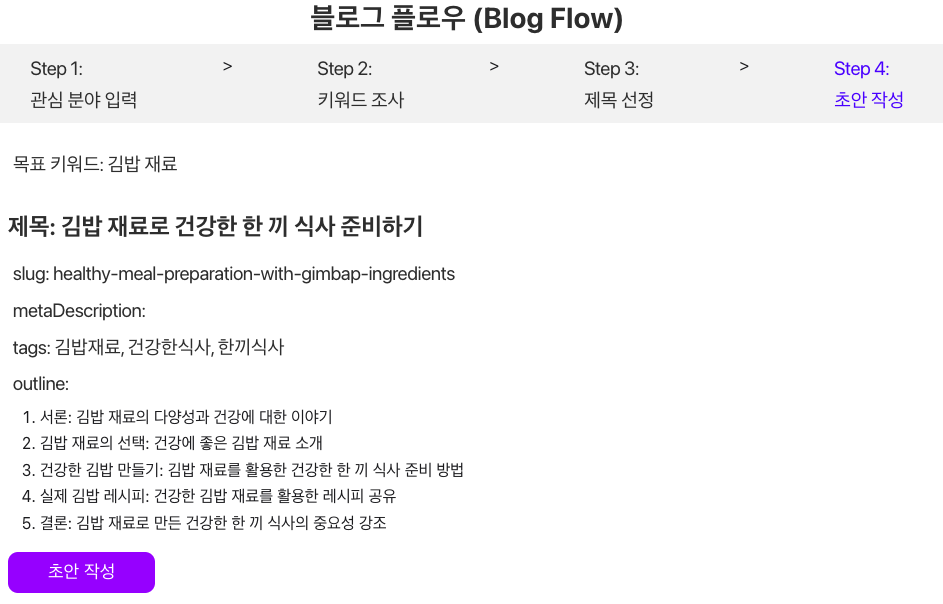 블로그 플로우 (Blog Flow)
Step 1: > Step 2: > Step 3: > Step 4:
관심 분야 입력 키워드 조사 제목 선정 초안 작성
목표 키워드: 김밥 재료
제목: 김밥 재료로 건강한 한 끼 식사 준비하기
slug: healthy-meal-preparation-with-gimbap-ingredients
metaDescription:
tags: 김밥재료, 건강한식사, 한끼식사
outline:
1. 서론: 김밥 재료의 다양성과 건강에 대한 이야기
2. 김밥 재료의 선택: 건강에 좋은 김밥 재료 소개
3. 건강한 김밥 만들기: 김밥 재료를 활용한 건강한 한 끼 식사 준비 방법
4. 실제 김밥 레시피: 건강한 김밥 재료를 활용한 레시피 공유
5. 결론: 김밥 재료로 만든 건강한 한 끼 식사의 중요성 강조
초안 작성